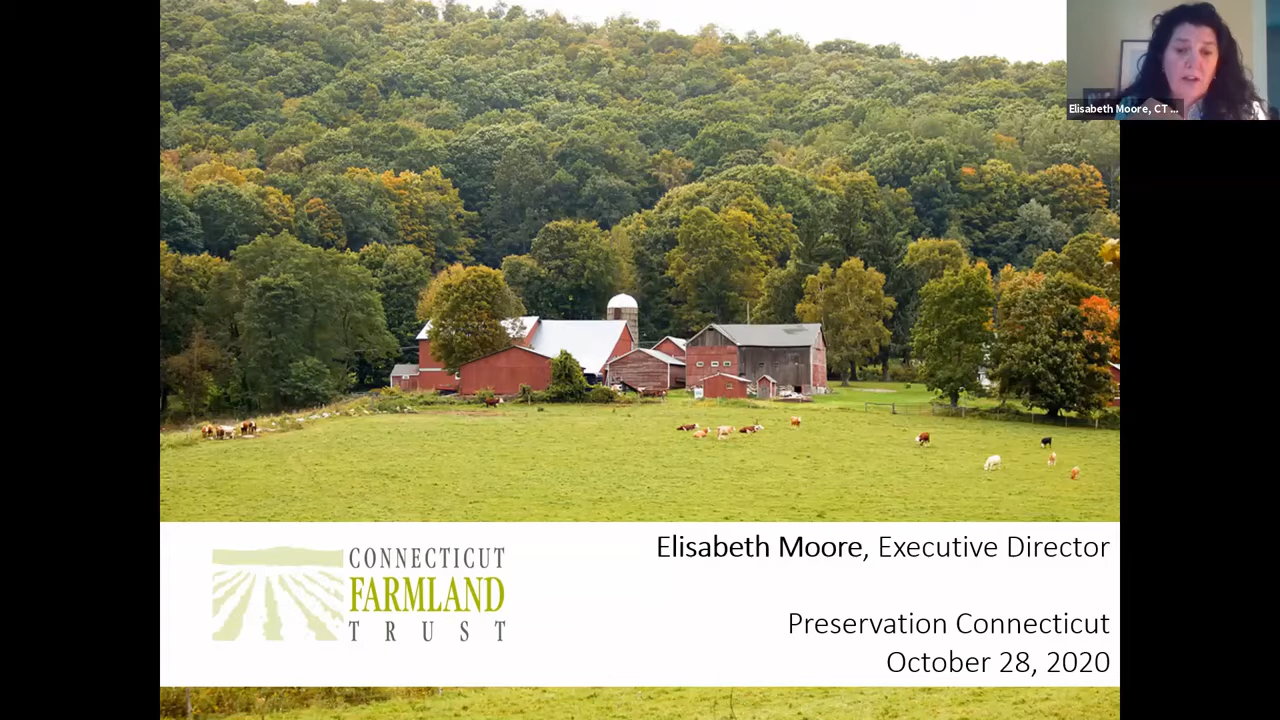 Elisabeth Moore, CT ...
CONNECTICUT
FARMLAND
TRUST
Elisabeth Moore, Executive Director
Preservation Connecticut
October 28, 2020